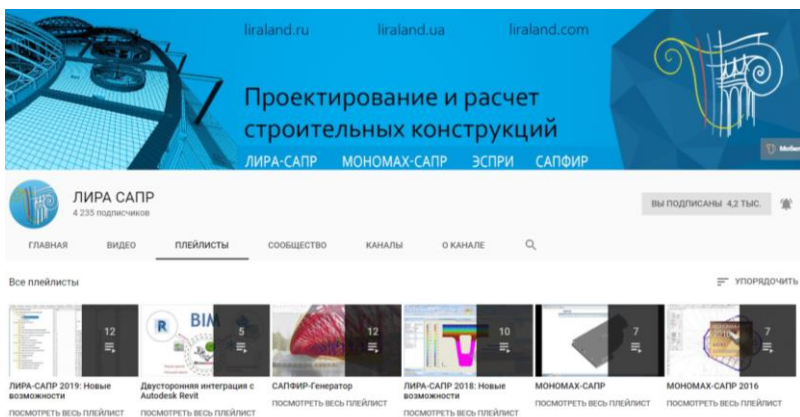 liraland.ru liraland.ua liraland.com
Проектирование и расчет
строительных конструкций
ЛИРА-САПР МОНОМАХ-САПР ЭСПРИ САПФИР
ЛИРА САПР
4 235 подписчиков
ВЫ ПОДПИСАНЫ 4,2 ТЫС.
ГЛАВНАЯ ВИДЕО ПЛЕЙЛИСТЫ СООБЩЕСТВО КАНАЛЫ О КАНАЛЕ
Все плейлисты
УПОРЯДОЧИТЬ
12 R BIM 5 12 10 7 7
ЛИРА-САПР 2019: Новые возможности
Двусторонняя интеграция с Autodesk Revit
САПФИР-Генератор
ЛИРА-САПР 2018: Новые возможности
МОНОМАХ-САПР
МОНОМАХ-САПР 2016
ПОСМОТРЕТЬ ВЕСЬ ПЛЕЙЛИСТ
ПОСМОТРЕТЬ ВЕСЬ ПЛЕЙЛИСТ
ПОСМОТРЕТЬ ВЕСЬ ПЛЕЙЛИСТ
ПОСМОТРЕТЬ ВЕСЬ ПЛЕЙЛИСТ
ПОСМОТРЕТЬ ВЕСЬ ПЛЕЙЛИСТ
ПОСМОТРЕТЬ ВЕСЬ ПЛЕЙЛИСТ